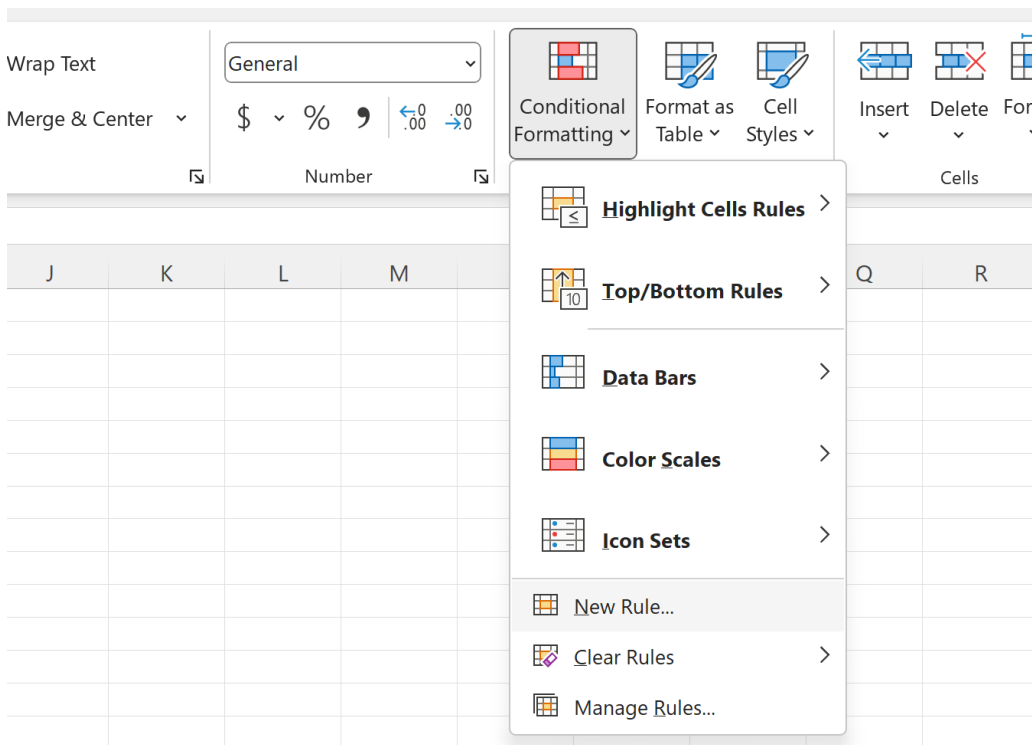 Wrap Text
General
Conditional Formatting
Format as Table
Cell Styles
Insert
Delete
For
Merge & Center
$ % , .0 .00 .00 .0
Number
Cells
≤ Highlight Cells Rules
10 Top/Bottom Rules
Data Bars
Color Scales
Icon Sets
New Rule...
Clear Rules
Manage Rules...
J K L M Q R